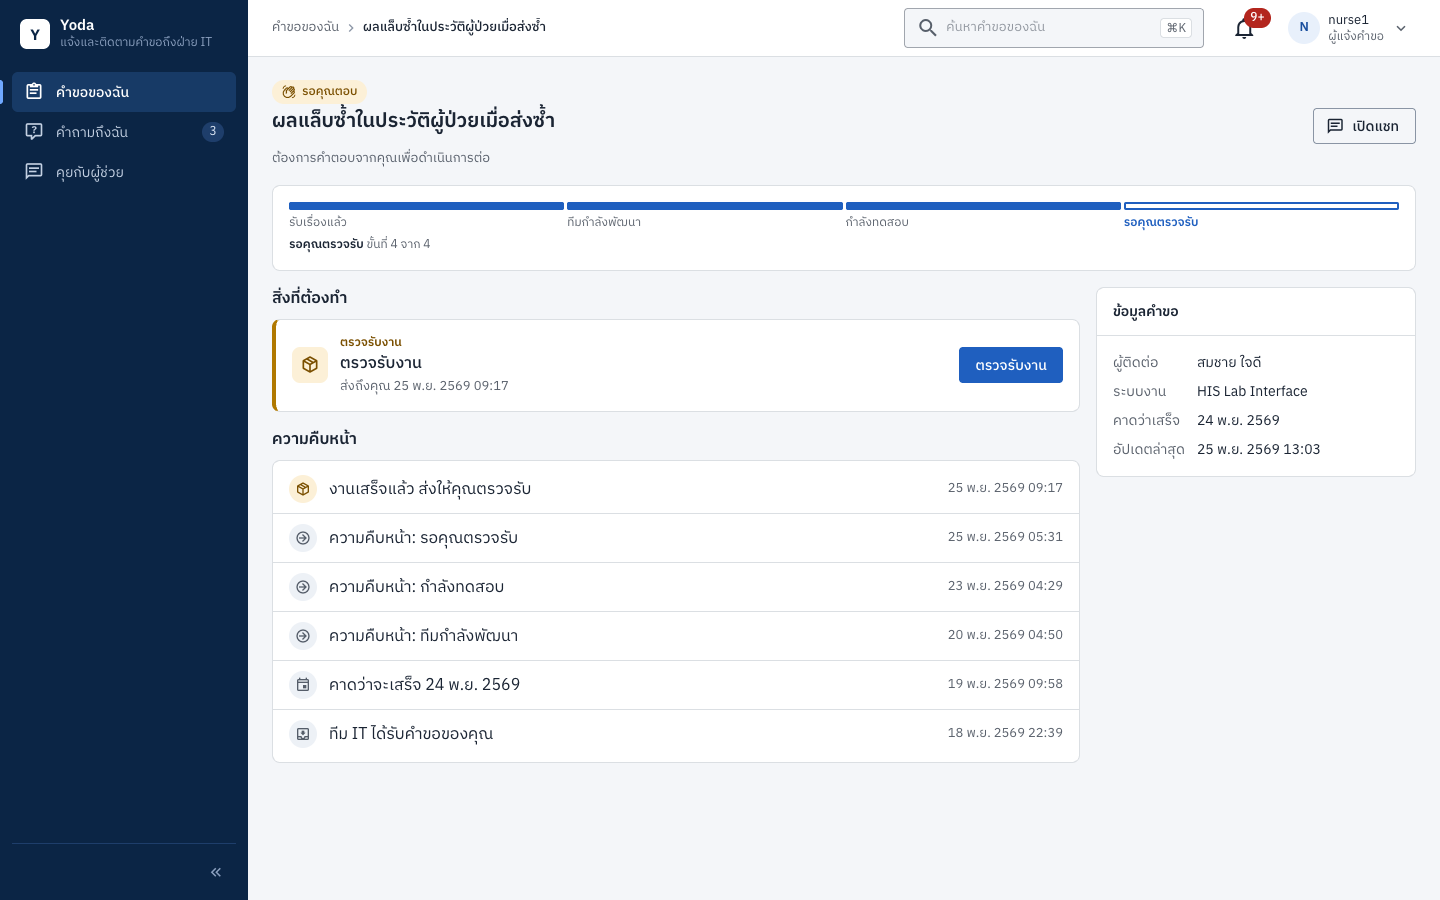 Y
Yoda
แจ้งและติดตามคำขอถึงฝ่าย IT
คำขอของฉัน
คำถามถึงฉัน
3
คุยกับผู้ช่วย
คำขอของฉัน
ผลแล็บซ้ำในประวัติผู้ป่วยเมื่อส่งซ้ำ
ค้นหาคำขอของฉัน
⌘K
9+
N
nurse1
ผู้แจ้งคำขอ
รอคุณตอบ
ผลแล็บซ้ำในประวัติผู้ป่วยเมื่อส่งซ้ำ
ต้องการคำตอบจากคุณเพื่อดำเนินการต่อ
เปิดแชท
รับเรื่องแล้ว
ทีมกำลังพัฒนา
กำลังทดสอบ
รอคุณตรวจรับ
รอคุณตรวจรับ ขั้นที่ 4 จาก 4
สิ่งที่ต้องทำ
ตรวจรับงาน
ตรวจรับงาน
ส่งถึงคุณ 25 พ.ย. 2569 09:17
ตรวจรับงาน
ความคืบหน้า
งานเสร็จแล้ว ส่งให้คุณตรวจรับ
25 พ.ย. 2569 09:17
ความคืบหน้า: รอคุณตรวจรับ
25 พ.ย. 2569 05:31
ความคืบหน้า: กำลังทดสอบ
23 พ.ย. 2569 04:29
ความคืบหน้า: ทีมกำลังพัฒนา
20 พ.ย. 2569 04:50
คาดว่าจะเสร็จ 24 พ.ย. 2569
19 พ.ย. 2569 09:58
ทีม IT ได้รับคำขอของคุณ
18 พ.ย. 2569 22:39
ข้อมูลคำขอ
ผู้ติดต่อ สมชาย ใจดี
ระบบงาน HIS Lab Interface
คาดว่าเสร็จ 24 พ.ย. 2569
อัปเดตล่าสุด 25 พ.ย. 2569 13:03